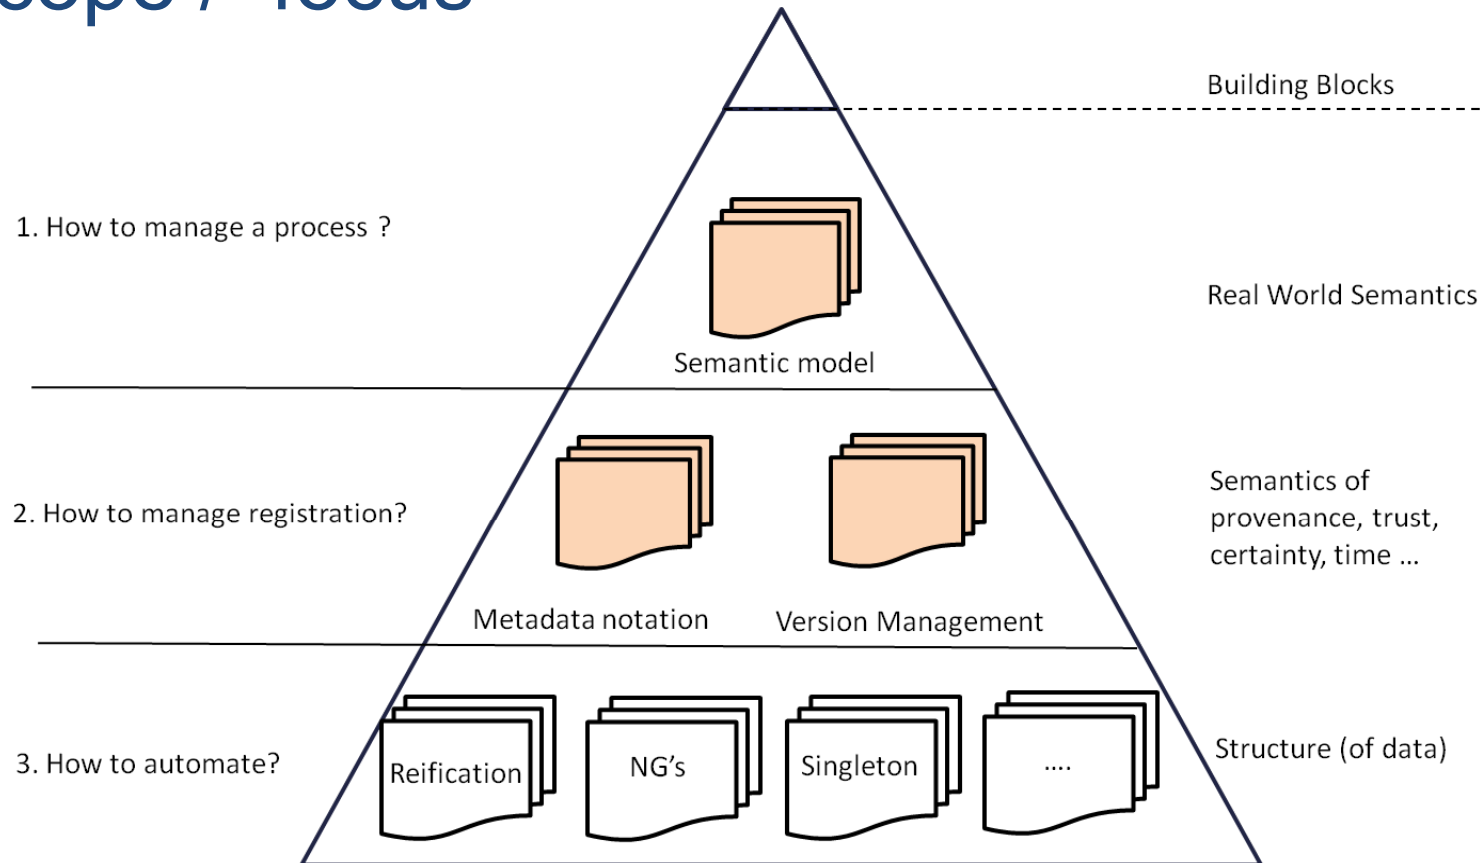 / focus
Building Blocks
1. How to manage a process ?
Real World Semantics
Semantic model
2. How to manage registration?
Semantics of
provenance, trust,
certainty, time ...
Metadata notation
Version Management
3. How to automate?
Reification
NG's
Singleton
....
Structure (of data)